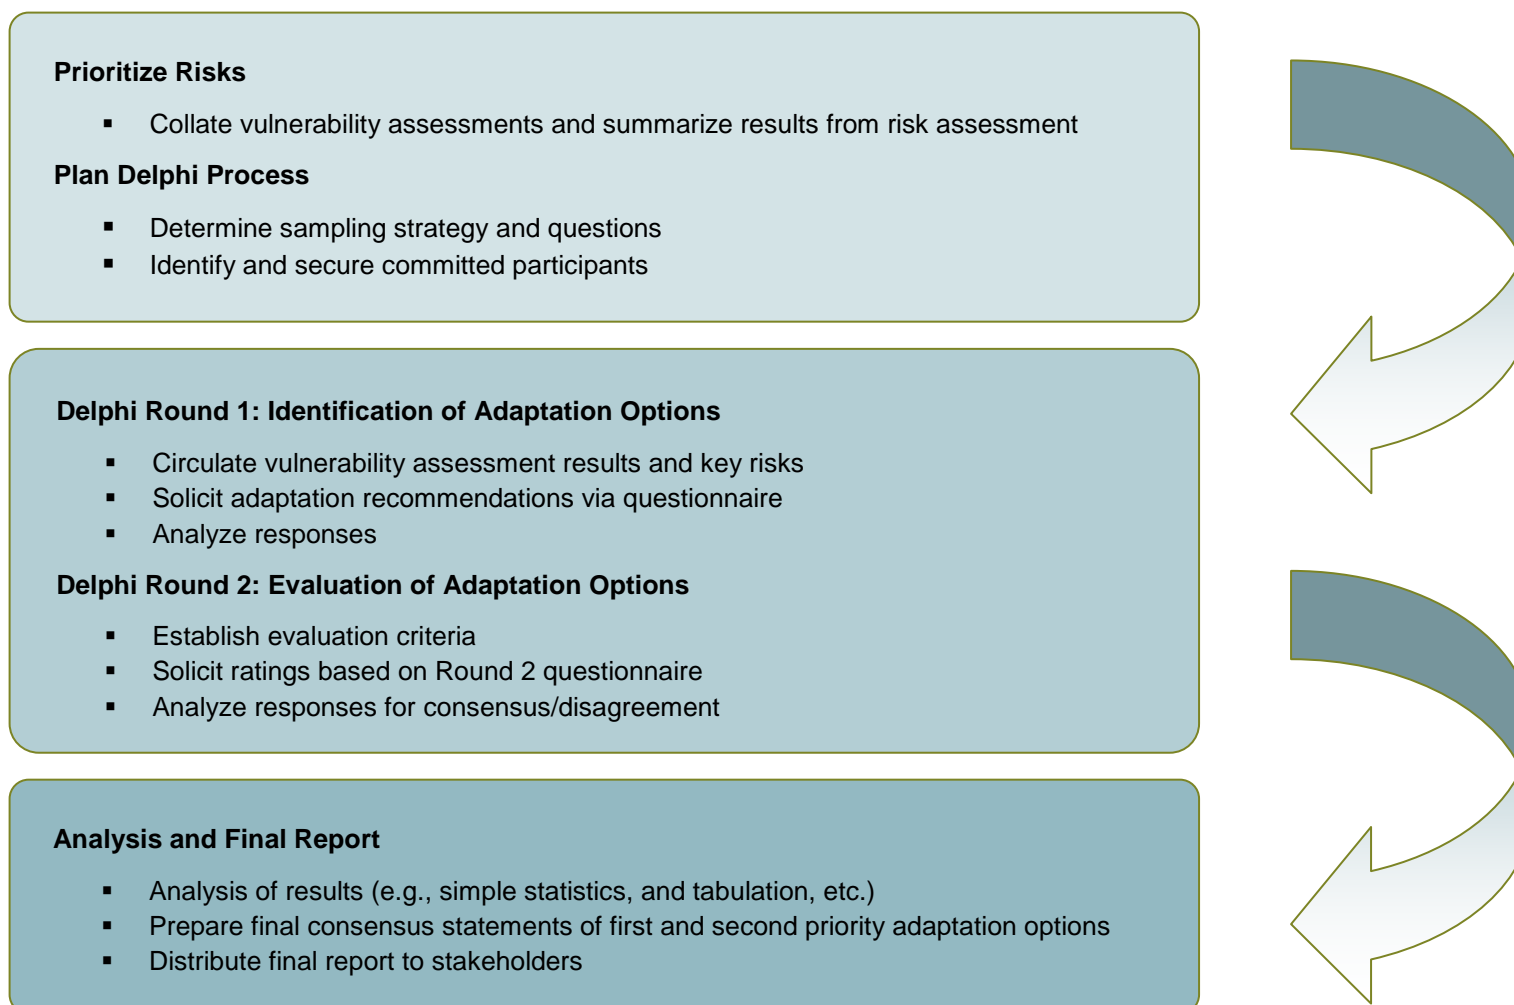 Prioritize Risks
▪ Collate vulnerability assessments and summarize results from risk assessment
Plan Delphi Process
▪ Determine sampling strategy and questions
▪ Identify and secure committed participants
Delphi Round 1: Identification of Adaptation Options
▪ Circulate vulnerability assessment results and key risks
▪ Solicit adaptation recommendations via questionnaire
▪ Analyze responses
Delphi Round 2: Evaluation of Adaptation Options
▪ Establish evaluation criteria
▪ Solicit ratings based on Round 2 questionnaire
▪ Analyze responses for consensus/disagreement
Analysis and Final Report
▪ Analysis of results (e.g., simple statistics, and tabulation, etc.)
▪ Prepare final consensus statements of first and second priority adaptation options
▪ Distribute final report to stakeholders